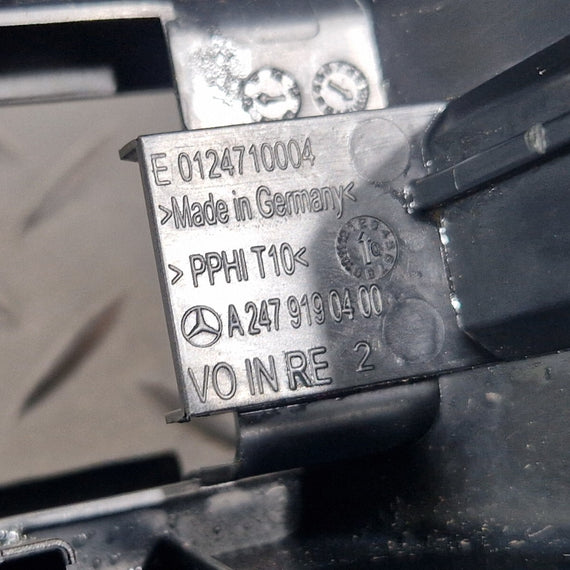 E 0124710004
>Made in Germany<
> PPHI T10<
A 247 919 04 00
VO IN RE 2